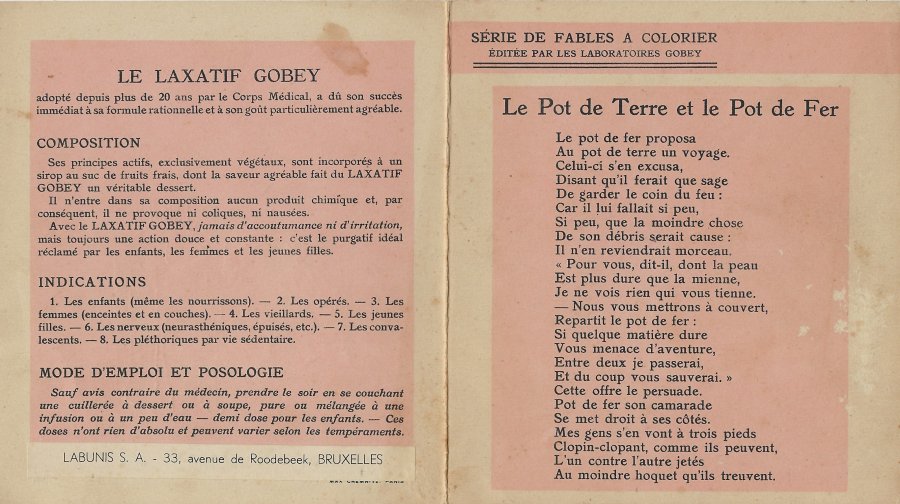 LE LAXATIF GOBEY
adopté depuis plus de 20 ans par le Corps Médical, a dû son succès
immédiat à sa formule rationnelle et à son goût particulièrement agréable.
COMPOSITION
Ses principes actifs, exclusivement végétaux, sont incorporés à un
sirop au suc de fruits frais, dont la saveur agréable fait du LAXATIF
GOBEY un véritable dessert.
Il n'entre dans sa composition aucun produit chimique et, par
conséquent, il ne provoque ni coliques, ni nausées.
Avec le LAXATIF GOBEY, jamais d'accoutumance ni d'irritation,
mais toujours une action douce et constante : c'est le purgatif idéal
réclamé par les enfants, les femmes et les jeunes filles.
INDICATIONS
1. Les enfants (même les nourrissons). — 2. Les opérés. — 3. Les
femmes (enceintes et en couches). — 4. Les vieillards. — 5. Les jeunes
filles. — 6. Les nerveux (neurasthéniques, épuisés, etc.). — 7. Les conva-
lescents. — 8. Les pléthoriques par vie sédentaire.
MODE D'EMPLOI ET POSOLOGIE
Sauf avis contraire du médecin, prendre le soir en se couchant
une cuillerée à dessert ou à soupe, pure ou mélangée à une
infusion ou à un peu d'eau — demi dose pour les enfants. — Ces
doses n'ont rien d'absolu et peuvent varier selon les tempéraments.
LABUNIS S. A. - 33, avenue de Roodebeek, BRUXELLES
SÉRIE DE FABLES A COLORIER
ÉDITÉE PAR LES LABORATOIRES GOBEY
Le Pot de Terre et le Pot de Fer
Le pot de fer proposa
Au pot de terre un voyage.
Celui-ci s'en excusa,
Disant qu'il ferait que sage
De garder le coin du feu :
Car il lui fallait si peu,
Si peu, que la moindre chose
De son débris serait cause :
Il n'en reviendrait morceau.
« Pour vous, dit-il, dont la peau
Est plus dure que la mienne,
Je ne vois rien qui vous tienne.
— Nous vous mettrons à couvert,
Repartit le pot de fer :
Si quelque matière dure
Vous menace d'aventure,
Entre deux je passerai,
Et du coup vous sauverai. »
Cette offre le persuade.
Pot de fer son camarade
Se met droit à ses côtés.
Mes gens s'en vont à trois pieds
Clopin-clopant, comme ils peuvent,
L'un contre l'autre jetés
Au moindre hoquet qu'ils treuvent.